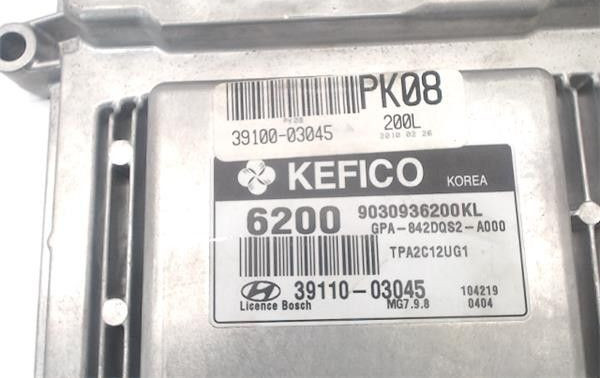 PK08
PK08
39100-03045
200L
2010 02 26
KEFICO
KOREA
6200
9030936200KL
GPA-842DQS2-A000
TPA2C12UG1
39110-03045
104219
Licence Bosch
MG7.9.8
0404